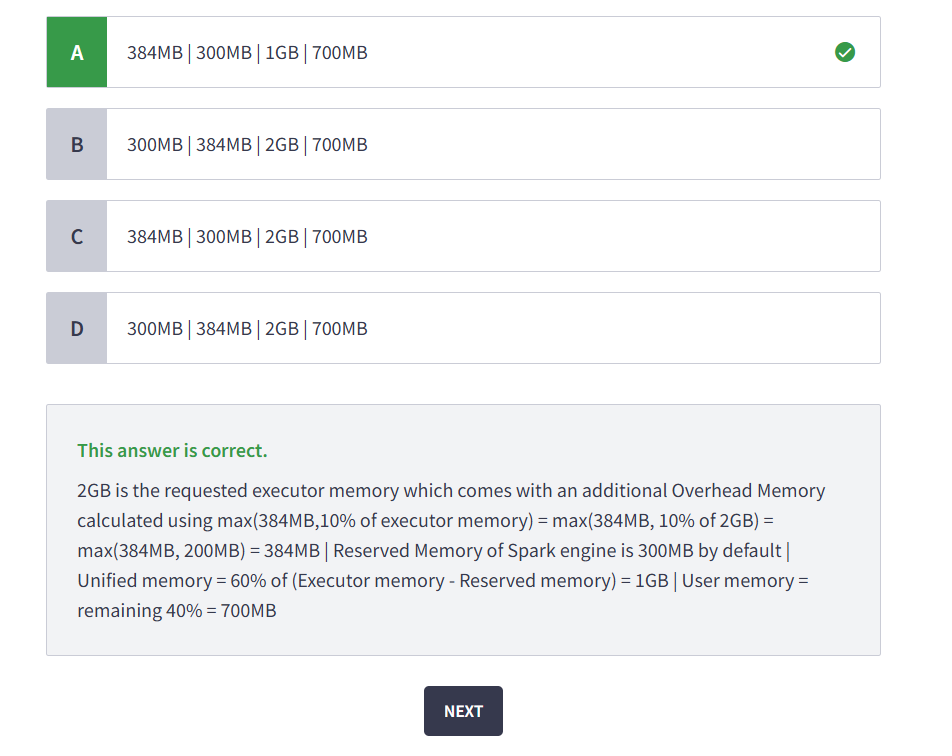 A
384MB | 300MB | 1GB | 700MB
B
300MB | 384MB | 2GB | 700MB
C
384MB | 300MB | 2GB | 700MB
D
300MB | 384MB | 2GB | 700MB
This answer is correct.
2GB is the requested executor memory which comes with an additional Overhead Memory
calculated using max(384MB,10% of executor memory) = max(384MB, 10% of 2GB) =
max(384MB, 200MB) = 384MB | Reserved Memory of Spark engine is 300MB by default |
Unified memory = 60% of (Executor memory - Reserved memory) = 1GB | User memory =
remaining 40% = 700MB
NEXT